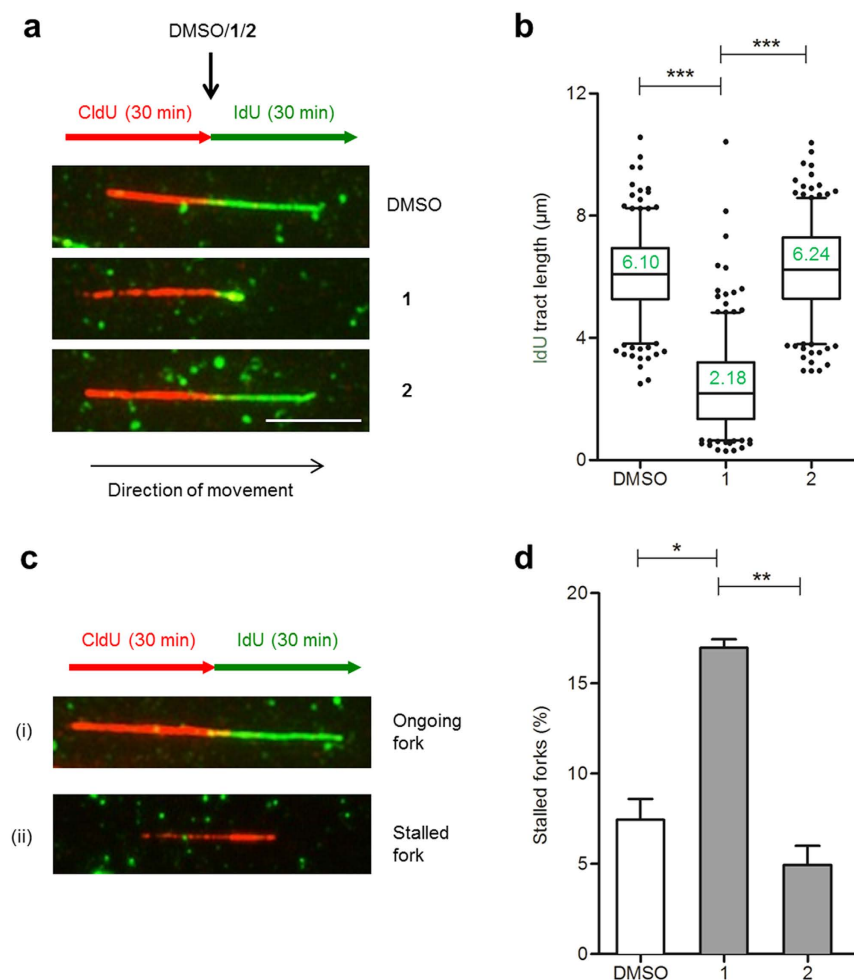 a
DMSO/1/2
CldU (30 min) IdU (30 min)
DMSO
1
2
Direction of movement
b
***
***
12
8
4
0
IdU tract length (µm)
6.10
2.18
6.24
DMSO 1 2
c
CldU (30 min) IdU (30 min)
(i)
Ongoing
fork
(ii)
Stalled
fork
d
*
**
20
15
10
5
0
Stalled forks (%)
DMSO 1 2